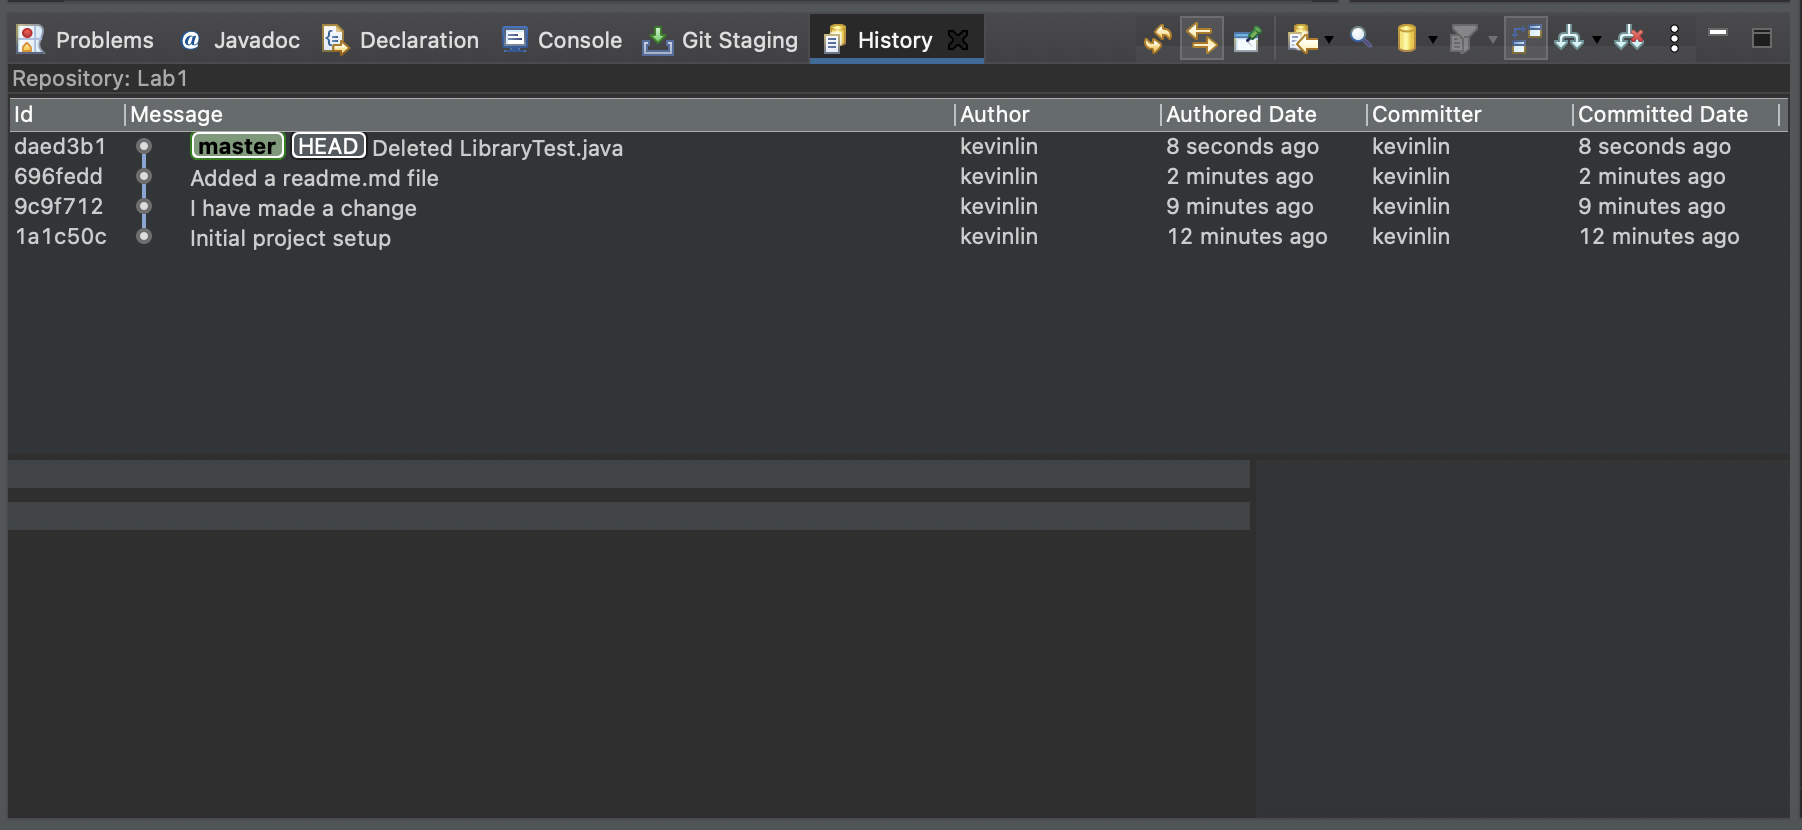 Problems @ Javadoc Declaration Console Git Staging History
Repository: Lab1
Id Message Author Authored Date Committer Committed Date
daed3b1 master HEAD Deleted LibraryTest.java kevinlin 8 seconds ago kevinlin 8 seconds ago
696fedd Added a readme.md file kevinlin 2 minutes ago kevinlin 2 minutes ago
9c9f712 I have made a change kevinlin 9 minutes ago kevinlin 9 minutes ago
1a1c50c Initial project setup kevinlin 12 minutes ago kevinlin 12 minutes ago